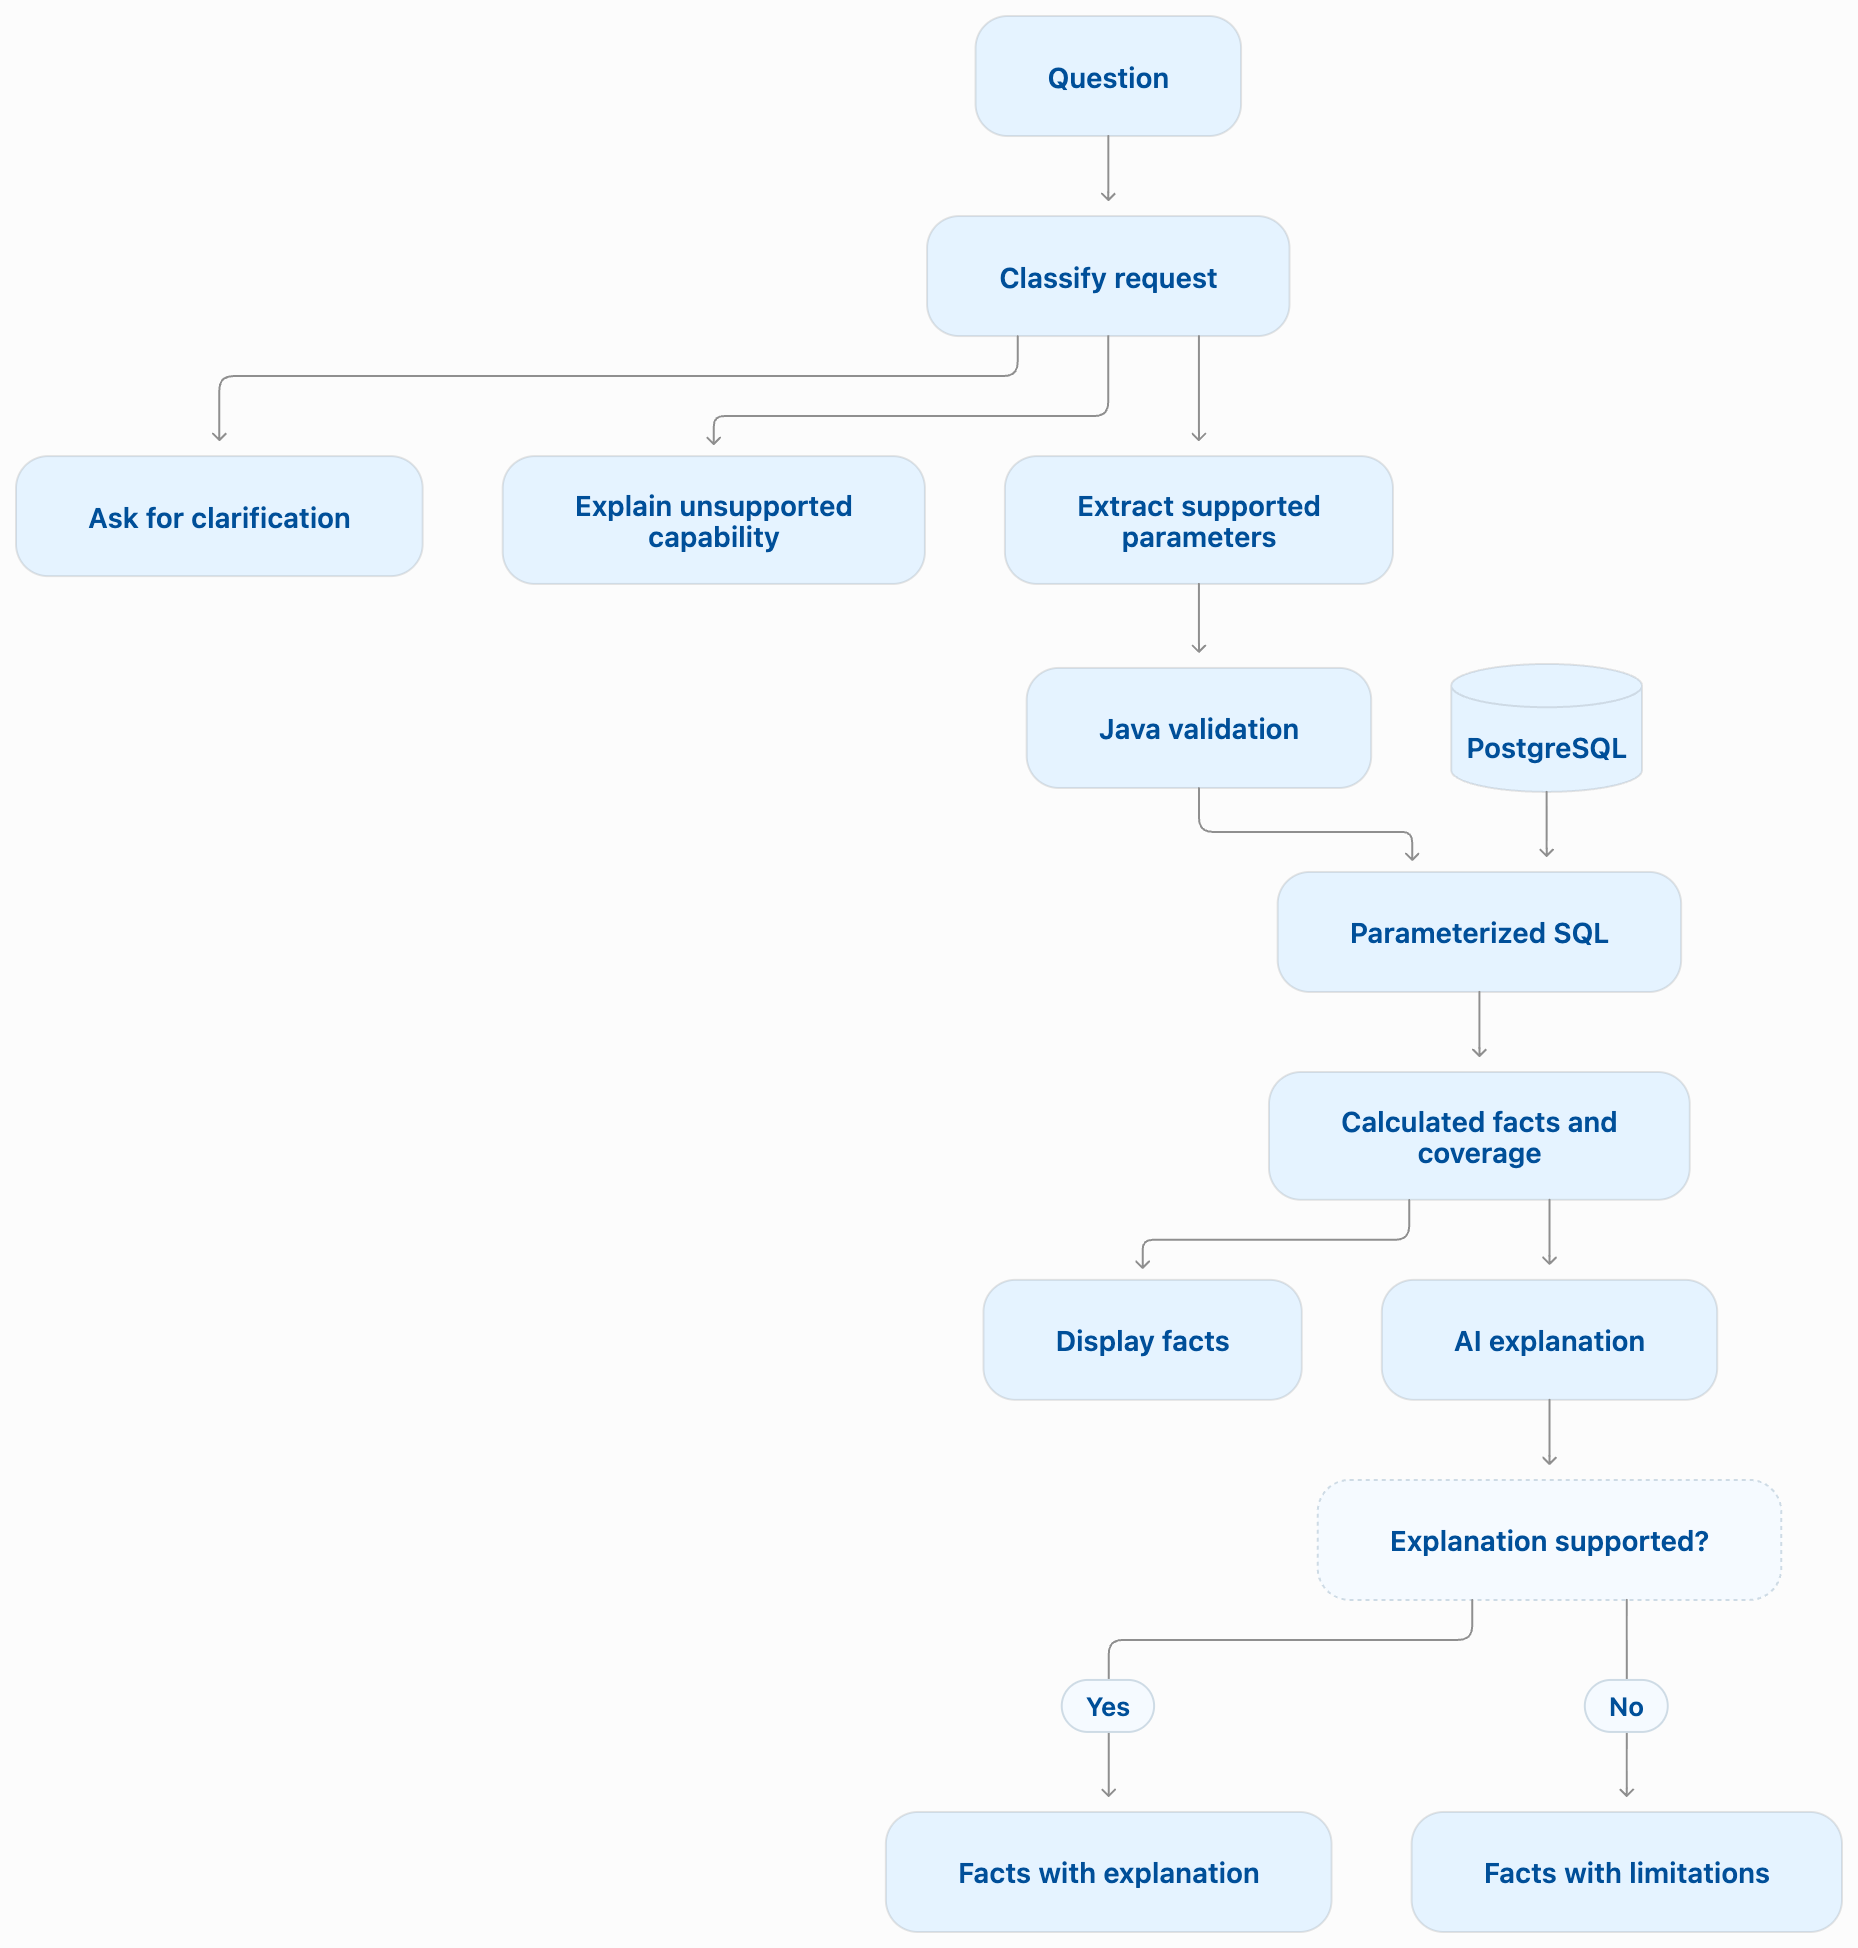 Question
Classify request
Ask for clarification
Explain unsupported
capability
Extract supported
parameters
Java validation
PostgreSQL
Parameterized SQL
Calculated facts and
coverage
Display facts
AI explanation
Explanation supported?
Yes
No
Facts with explanation
Facts with limitations